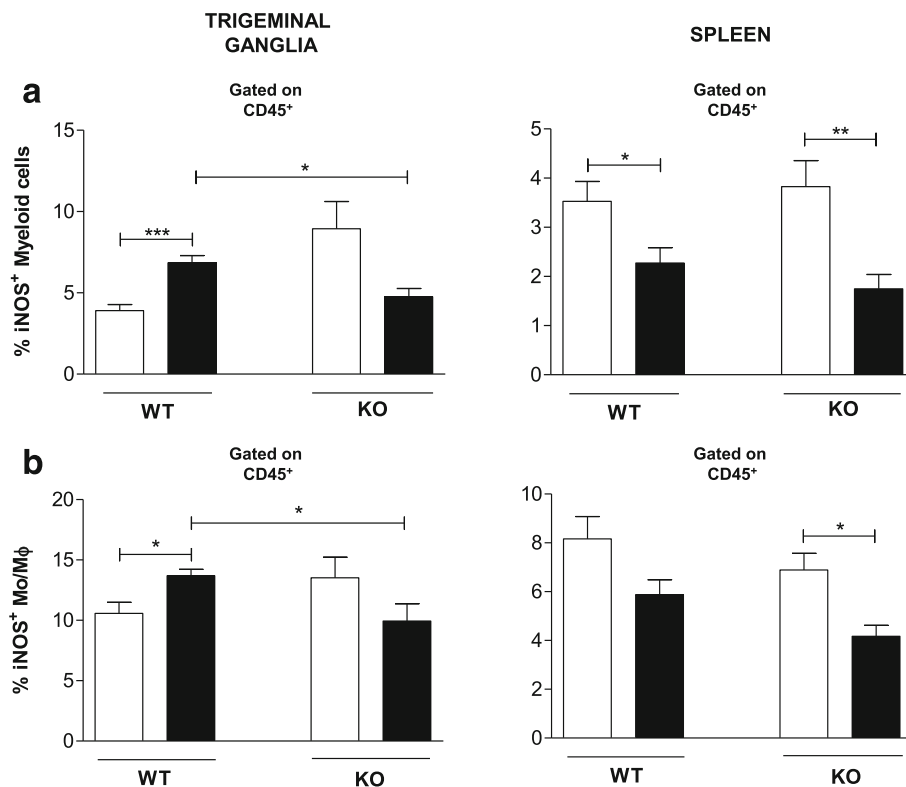 TRIGEMINAL
GANGLIA
SPLEEN
a
Gated on
CD45⁺
% iNOS⁺ Myeloid cells
15
10
5
0
***
*
WT
KO
Gated on
CD45⁺
5
4
3
2
1
0
*
**
WT
KO
b
Gated on
CD45⁺
% iNOS⁺ Mo/Mϕ
20
15
10
5
0
*
*
WT
KO
Gated on
CD45⁺
10
8
6
4
2
0
*
WT
KO